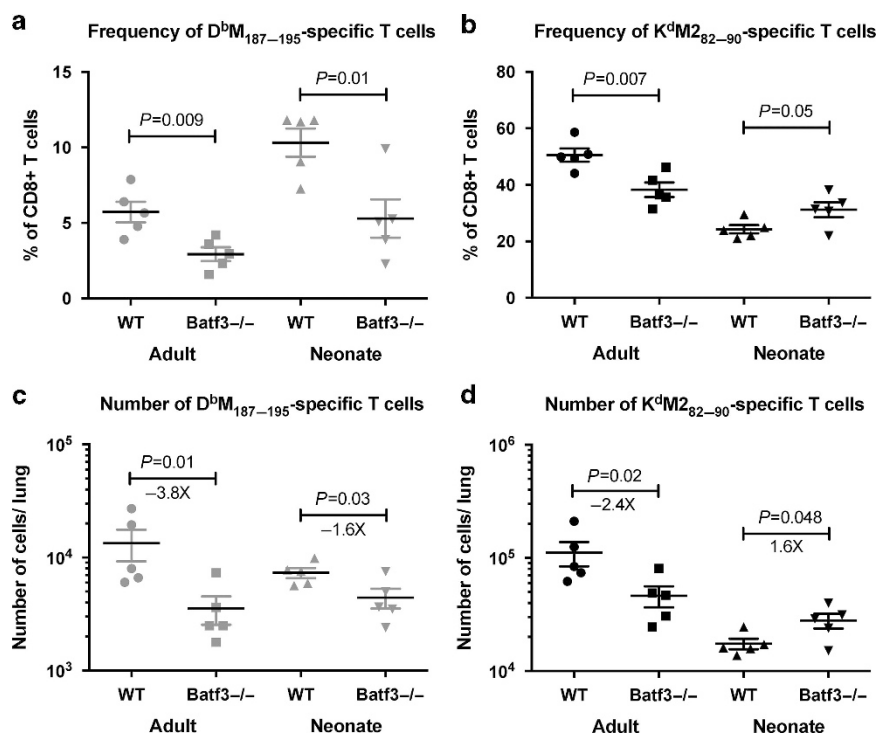 a
Frequency of DᵇM₁₈₇₋₁₉₅-specific T cells
% of CD8+ T cells
15
10
5
0
P=0.009
P=0.01
WT Batf3–/– WT Batf3–/–
Adult Neonate
b
Frequency of KᵈM2₈₂₋₉₀-specific T cells
% of CD8+ T cells
80
60
40
20
0
P=0.007
P=0.05
WT Batf3–/– WT Batf3–/–
Adult Neonate
c
Number of DᵇM₁₈₇₋₁₉₅-specific T cells
Number of cells/ lung
10⁵
10⁴
10³
P=0.01
–3.8X
P=0.03
–1.6X
WT Batf3–/– WT Batf3–/–
Adult Neonate
d
Number of KᵈM2₈₂₋₉₀-specific T cells
Number of cells/ lung
10⁶
10⁵
10⁴
P=0.02
–2.4X
P=0.048
1.6X
WT Batf3–/– WT Batf3–/–
Adult Neonate